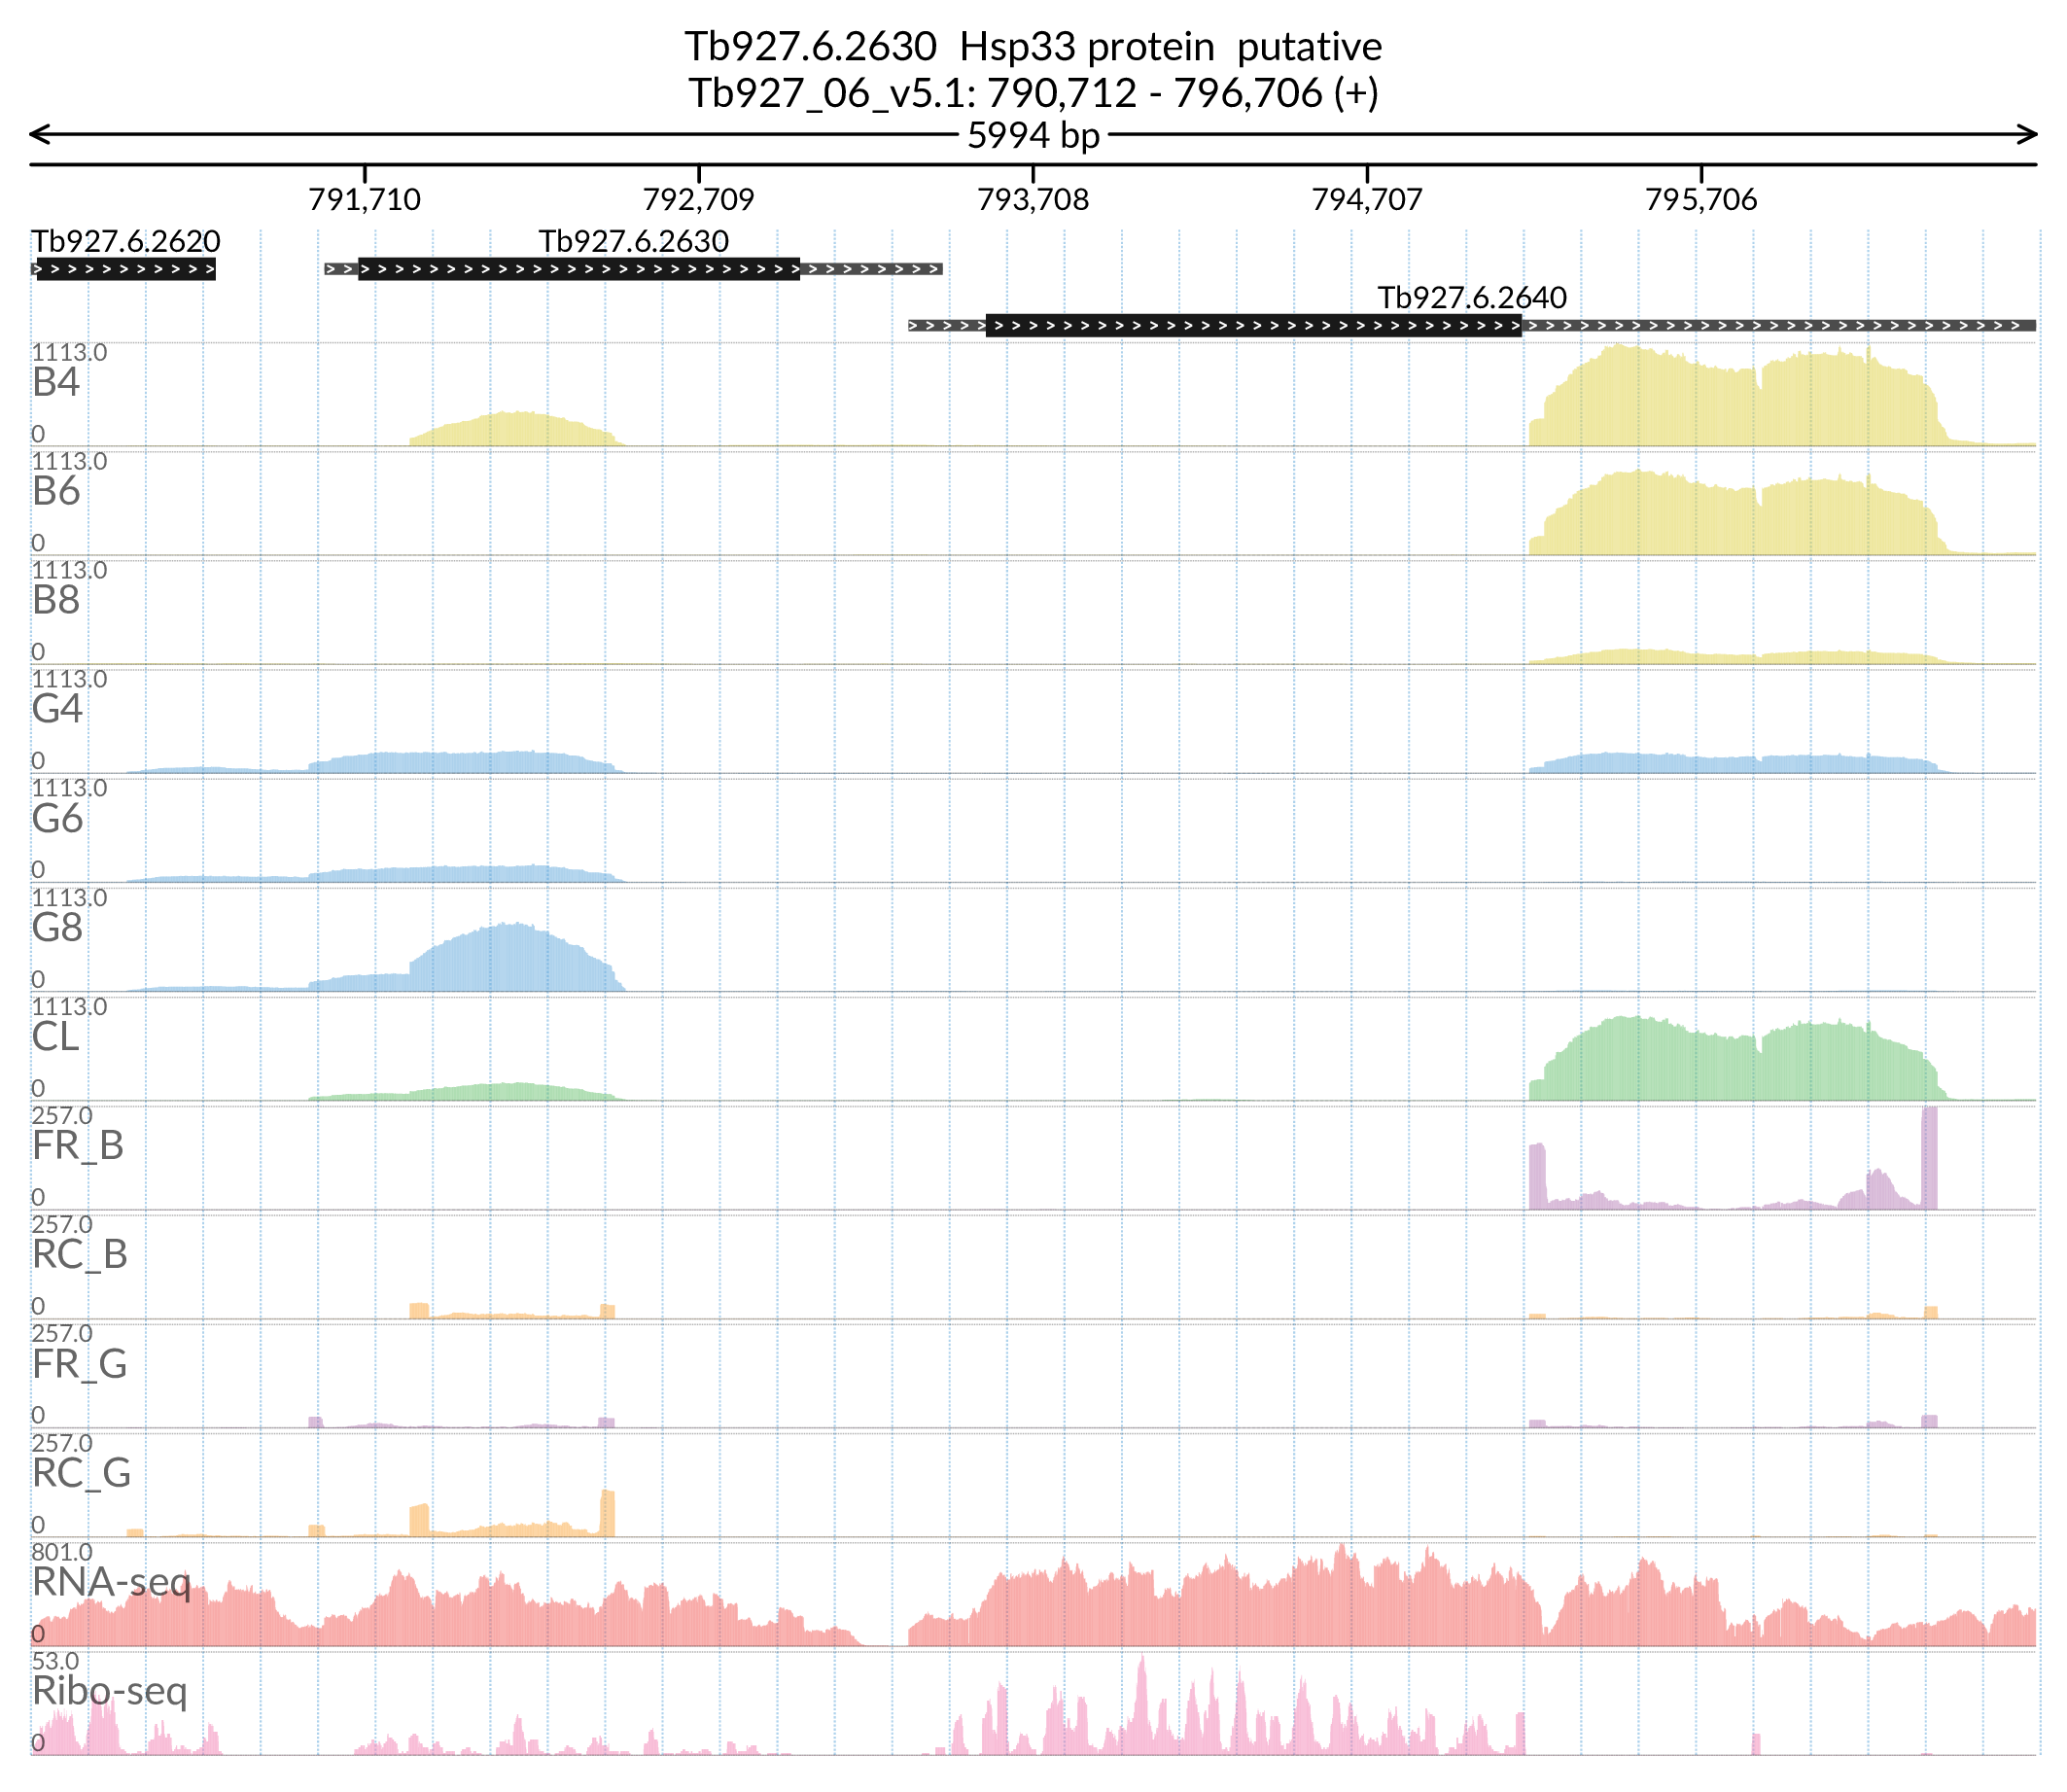 Tb927.6.2630  Hsp33 protein  putative
Tb927_06_v5.1: 790,712 - 796,706 (+)
5994 bp
791,710 792,709 793,708 794,707 795,706
Tb927.6.2620 Tb927.6.2630
Tb927.6.2640
1113.0
B4
0
1113.0
B6
0
1113.0
B8
0
1113.0
G4
0
1113.0
G6
0
1113.0
G8
0
1113.0
CL
0
257.0
FR_B
0
257.0
RC_B
0
257.0
FR_G
0
257.0
RC_G
0
801.0
RNA-seq
0
53.0
Ribo-seq
0